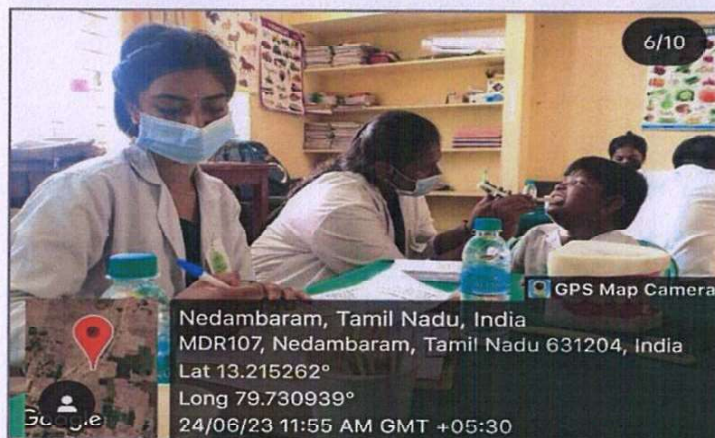 6/10
GPS Map Camera
Nedambaram, Tamil Nadu, India
MDR107, Nedambaram, Tamil Nadu 631204, India
Lat 13.215262°
Long 79.730939°
24/06/23 11:55 AM GMT +05:30
Google